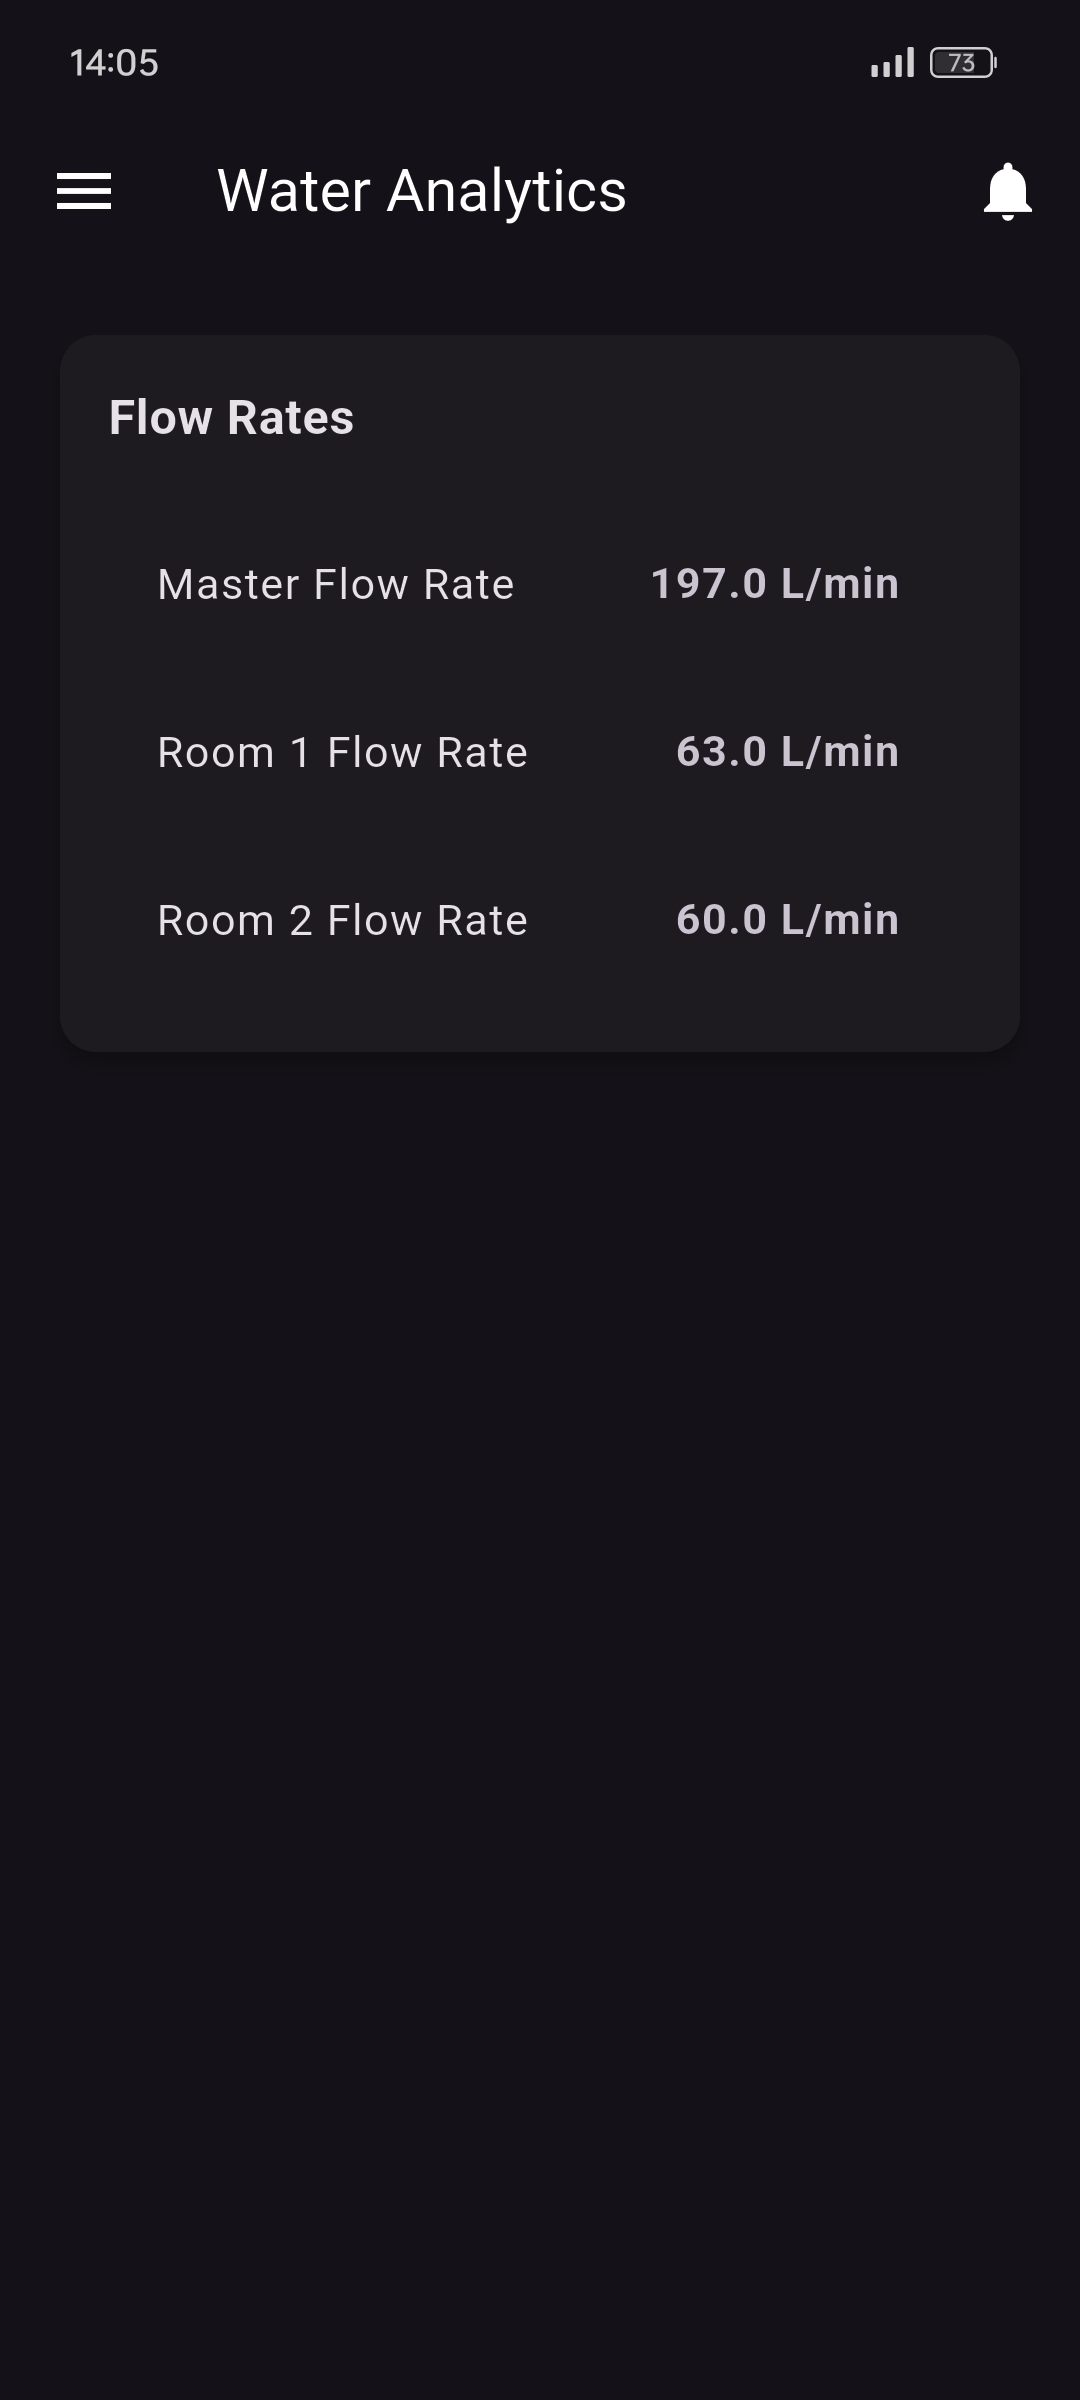 14:05
73
Water Analytics
Flow Rates
Master Flow Rate 197.0 L/min
Room 1 Flow Rate 63.0 L/min
Room 2 Flow Rate 60.0 L/min